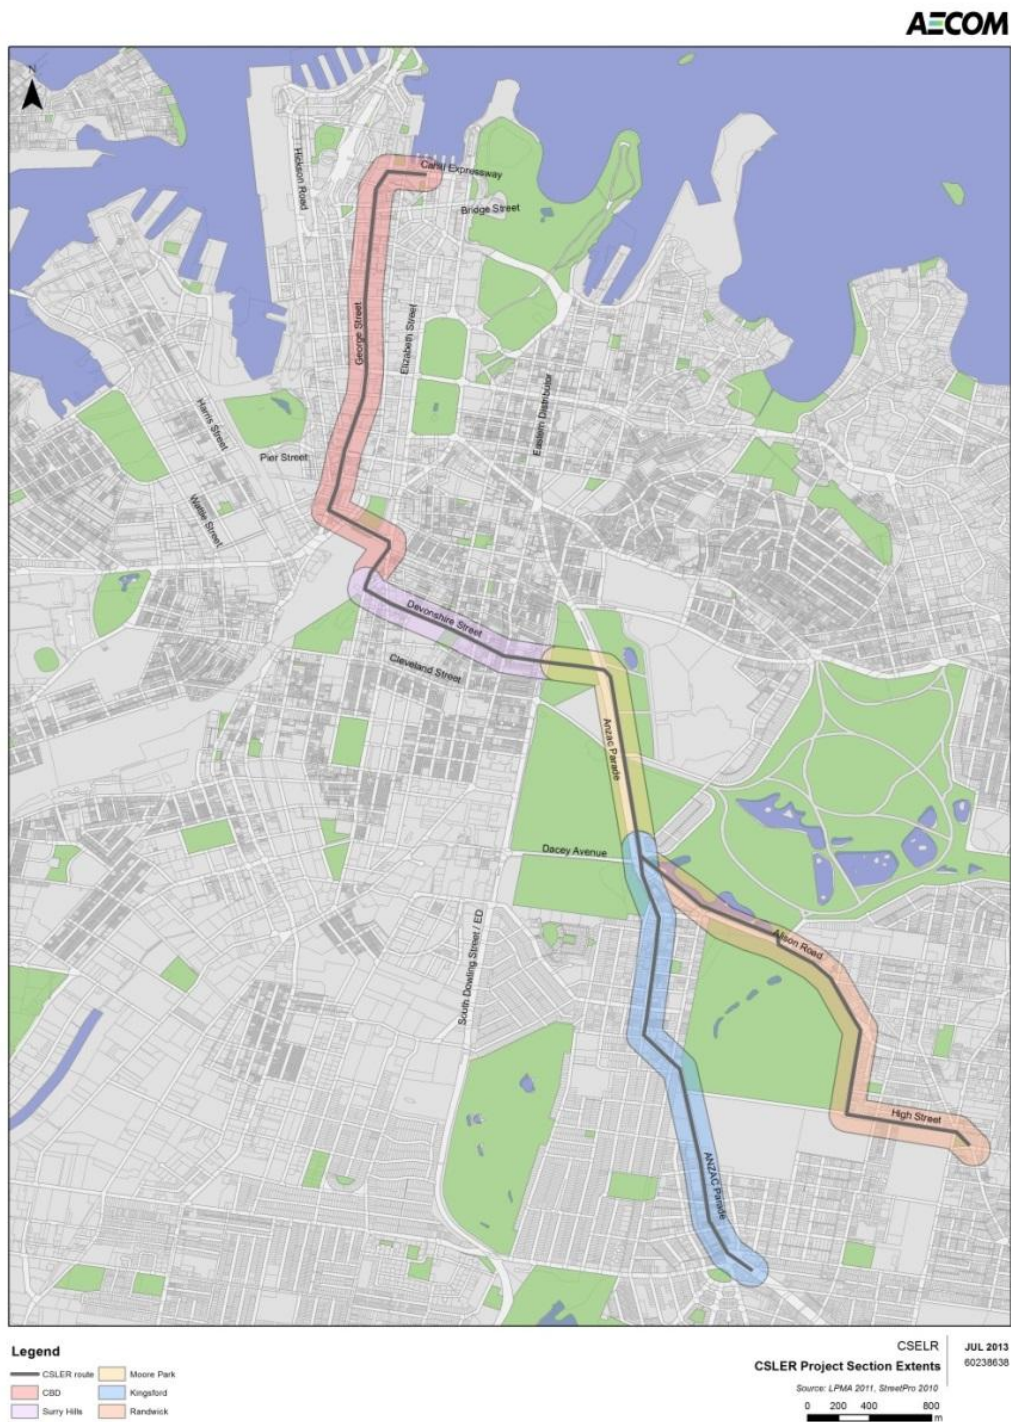 AECOM
N
Cahill Expressway
Hickson Road
Bridge Street
George Street
Elizabeth Street
Eastern Distributor
Harris Street
Pier Street
Wattle Street
Devonshire Street
Cleveland Street
Anzac Parade
Dacey Avenue
South Dowling Street / ED
Alison Road
High Street
ANZAC Parade
Legend
CSLER route
Moore Park
CBD
Kingsford
Surry Hills
Randwick
CSELR
JUL 2013
CSLER Project Section Extents
60238638
Source: LPMA 2011, StreetPro 2010
0 200 400 800
m